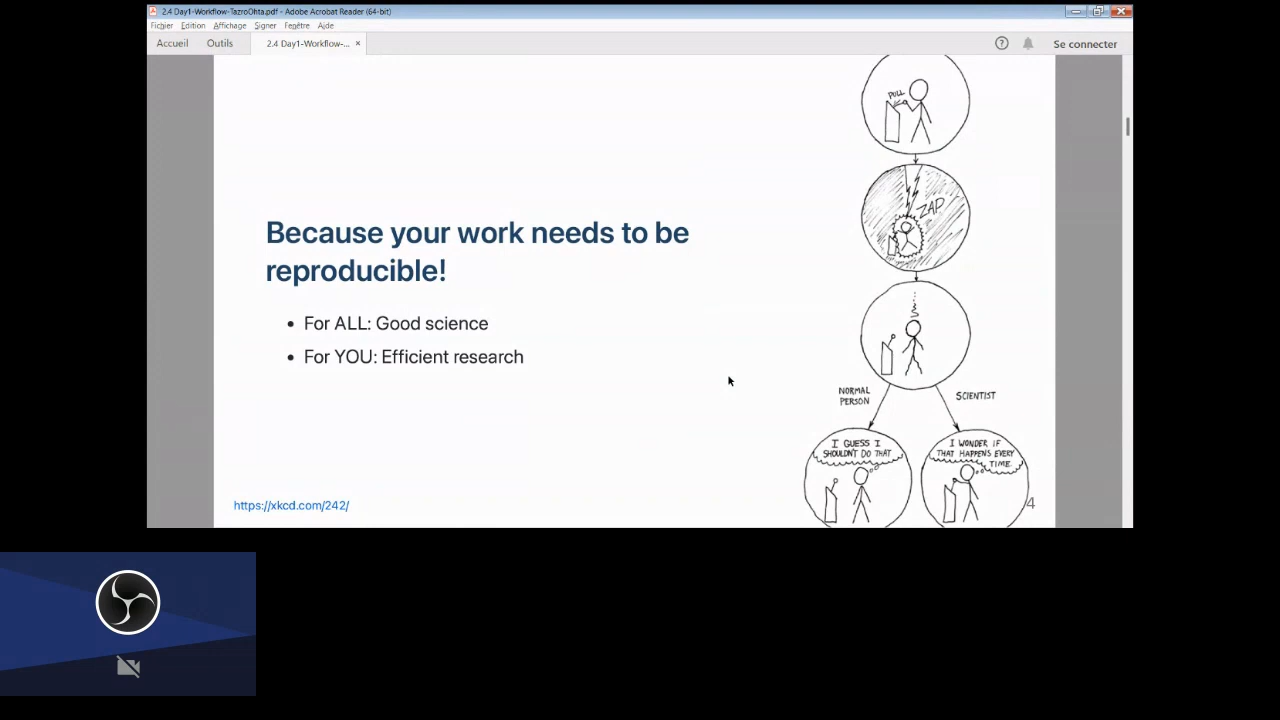 2.4 Day1-Workflow-TazroOhta.pdf - Adobe Acrobat Reader (64-bit)
Fichier Edition Affichage Signer Fenêtre Aide
Accueil Outils 2.4 Day1-Workflow-... × ? Se connecter
PULL
ZAP
Because your work needs to be
reproducible!
• For ALL: Good science
• For YOU: Efficient research
NORMAL
PERSON
SCIENTIST
I GUESS I
SHOULDN'T DO THAT
I WONDER IF
THAT HAPPENS EVERY
TIME.
https://xkcd.com/242/
4